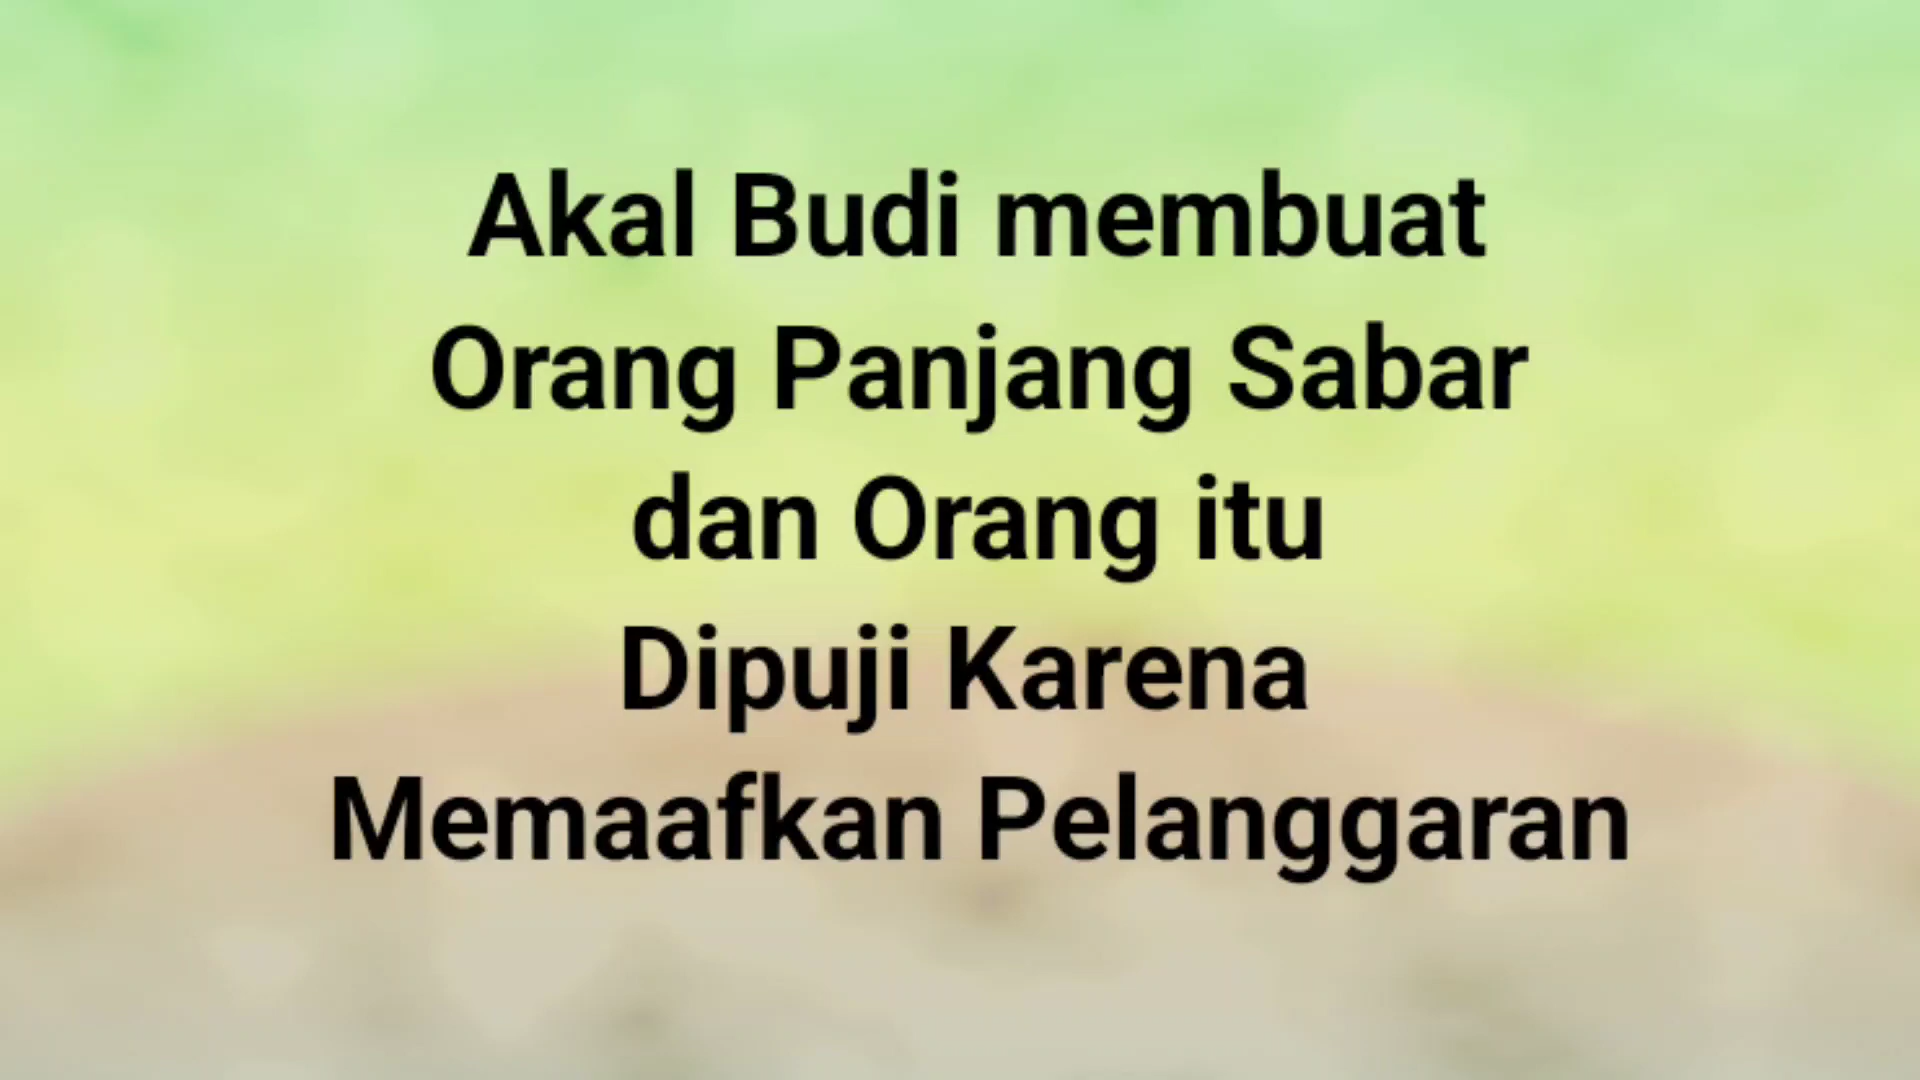 Akal Budi membuat
Orang Panjang Sabar
dan Orang itu
Dipuji Karena
Memaafkan Pelanggaran